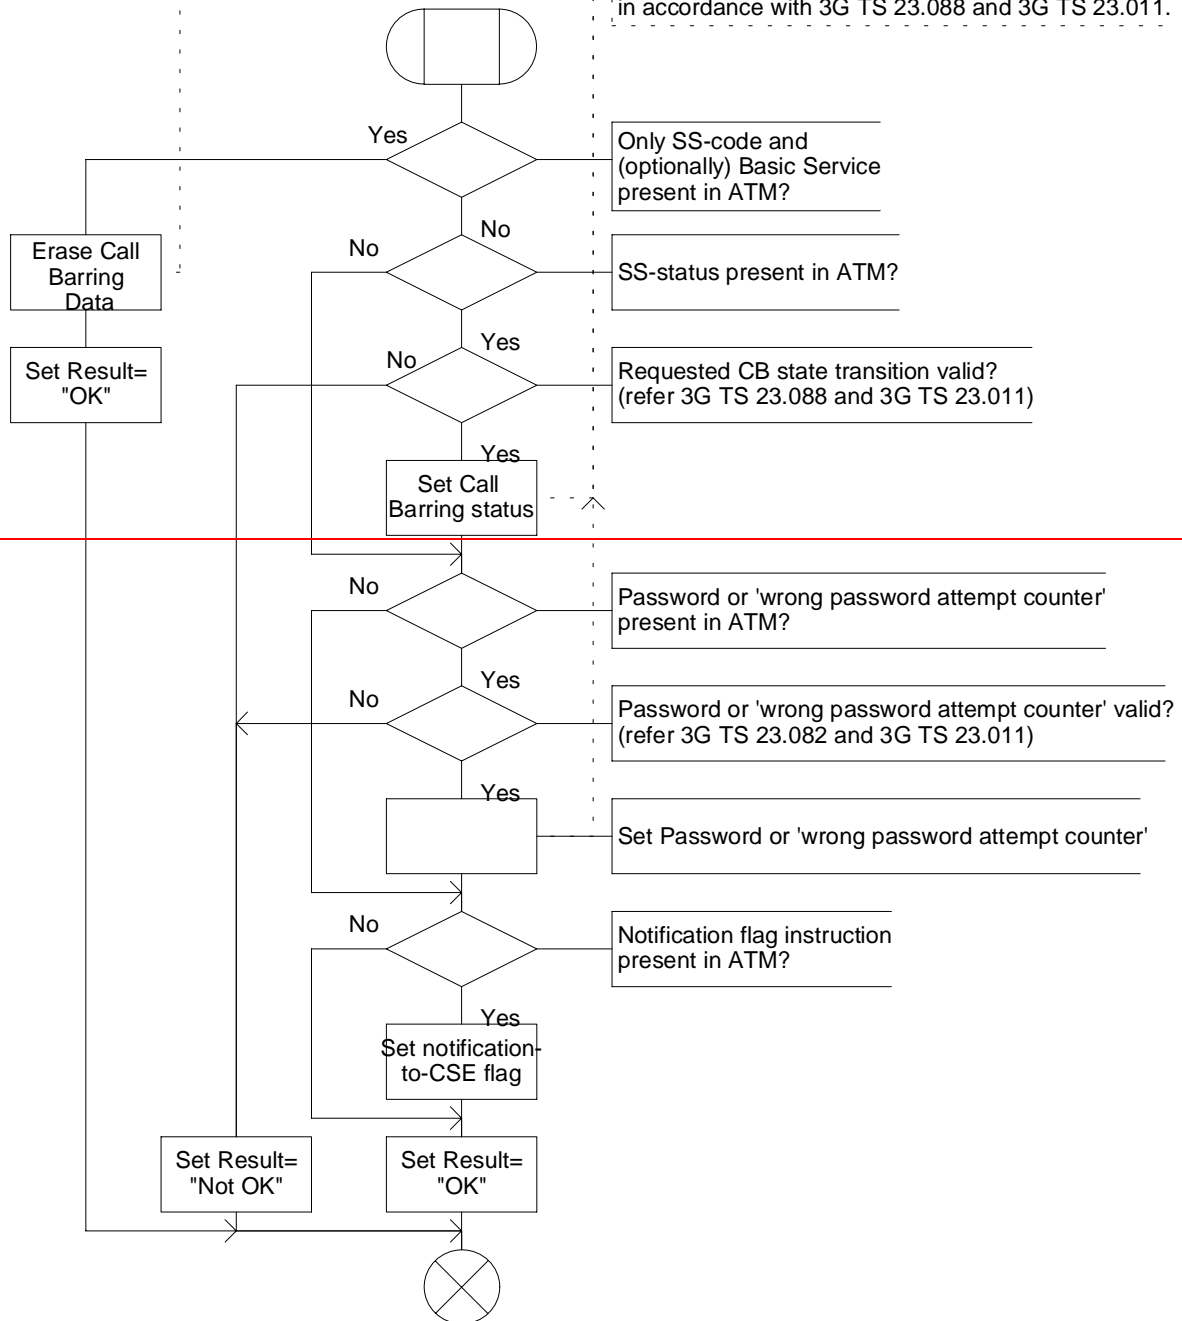 in accordance with 3G TS 23.088 and 3G TS 23.011.
Yes
Only SS-code and
(optionally) Basic Service
present in ATM?
No
No
Erase Call
Barring
Data
SS-status present in ATM?
Yes
No
Set Result=
"OK"
Requested CB state transition valid?
(refer 3G TS 23.088 and 3G TS 23.011)
Yes
Set Call
Barring status
No
Password or 'wrong password attempt counter'
present in ATM?
Yes
No
Password or 'wrong password attempt counter' valid?
(refer 3G TS 23.082 and 3G TS 23.011)
Yes
Set Password or 'wrong password attempt counter'
No
Notification flag instruction
present in ATM?
Yes
Set notification-
to-CSE flag
Set Result=
"Not OK"
Set Result=
"OK"